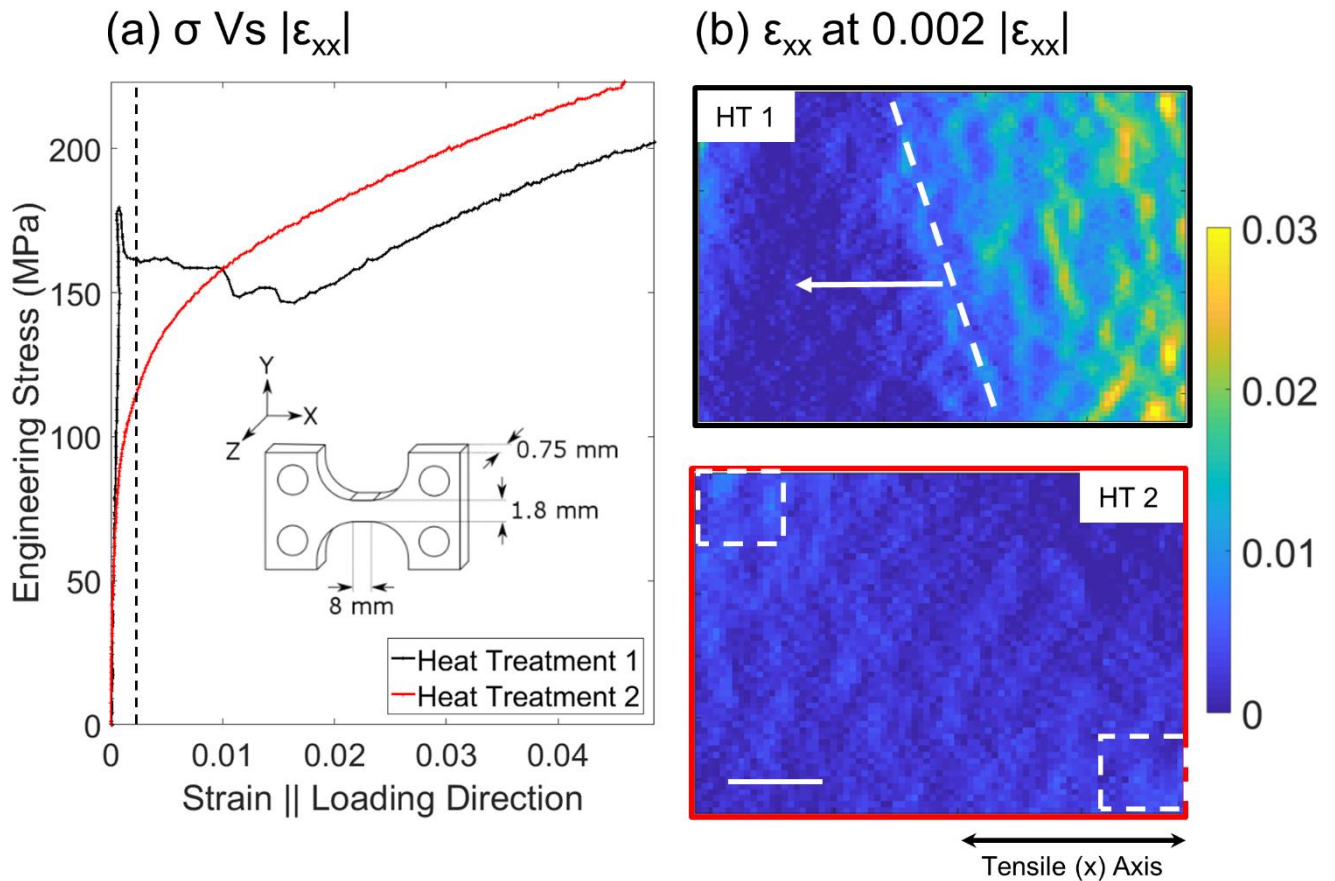 (a) σ Vs |εxx|
(b) εxx at 0.002 |εxx|
Engineering Stress (MPa)
200
150
100
50
0
0
0.01
0.02
0.03
0.04
Strain || Loading Direction
Y
X
Z
0.75 mm
1.8 mm
8 mm
Heat Treatment 1
Heat Treatment 2
HT 1
HT 2
0.03
0.02
0.01
0
Tensile (x) Axis